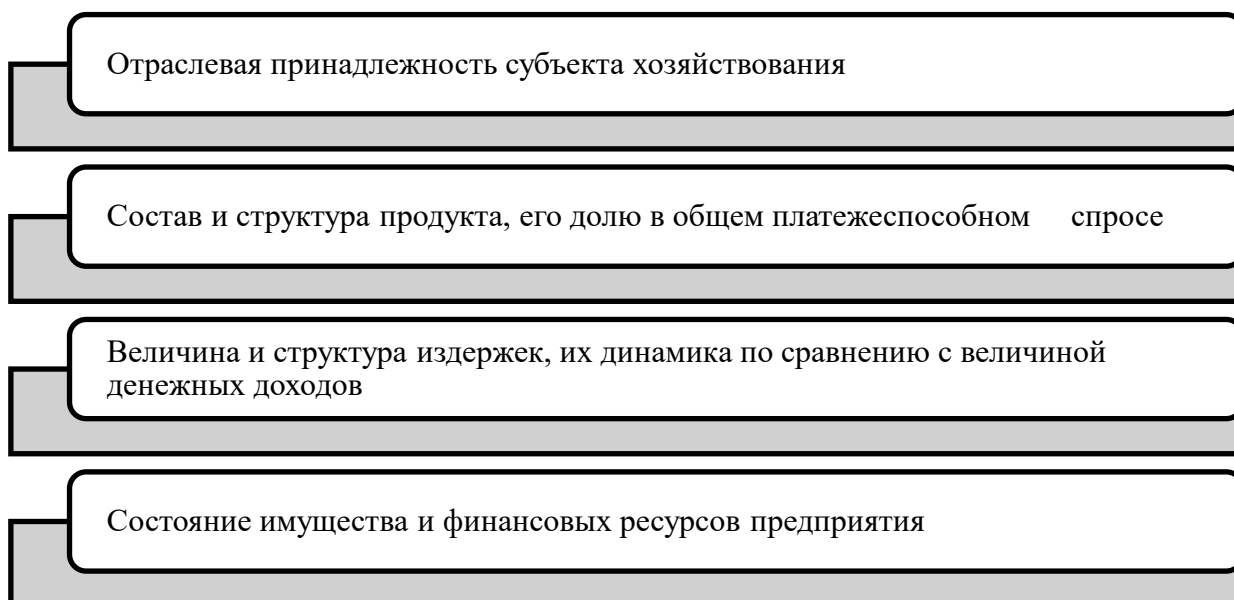 Отраслевая принадлежность субъекта хозяйствования
Состав и структура продукта, его долю в общем платежеспособном спросе
Величина и структура издержек, их динамика по сравнению с величиной
денежных доходов
Состояние имущества и финансовых ресурсов предприятия